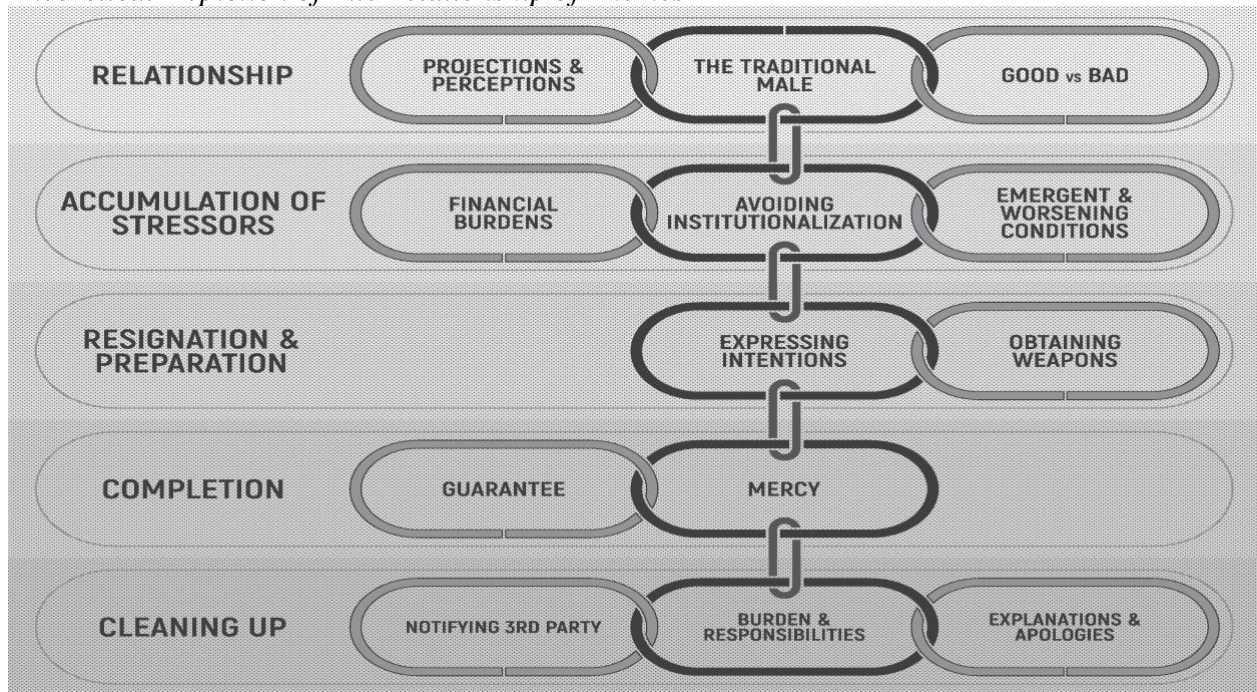 RELATIONSHIP
PROJECTIONS &
PERCEPTIONS
THE TRADITIONAL
MALE
GOOD vs BAD
ACCUMULATION OF
STRESSORS
FINANCIAL
BURDENS
AVOIDING
INSTITUTIONALIZATION
EMERGENT &
WORSENING
CONDITIONS
RESIGNATION &
PREPARATION
EXPRESSING
INTENTIONS
OBTAINING
WEAPONS
COMPLETION
GUARANTEE
MERCY
CLEANING UP
NOTIFYING 3RD PARTY
BURDEN &
RESPONSIBILITIES
EXPLANATIONS &
APOLOGIES